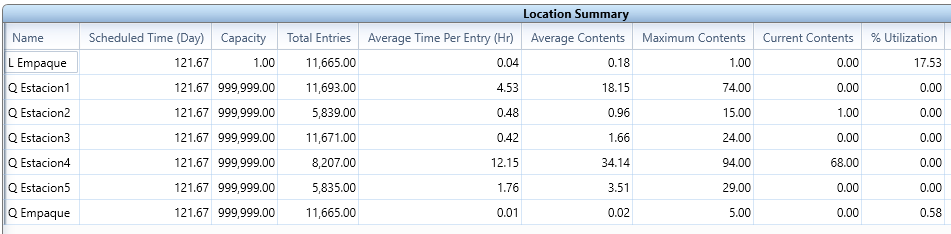 Location Summary
Name Scheduled Time (Day) Capacity Total Entries Average Time Per Entry (Hr) Average Contents Maximum Contents Current Contents % Utilization
L Empaque 121.67 1.00 11,665.00 0.04 0.18 1.00 0.00 17.53
Q Estacion1 121.67 999,999.00 11,693.00 4.53 18.15 74.00 0.00 0.00
Q Estacion2 121.67 999,999.00 5,839.00 0.48 0.96 15.00 1.00 0.00
Q Estacion3 121.67 999,999.00 11,671.00 0.42 1.66 24.00 0.00 0.00
Q Estacion4 121.67 999,999.00 8,207.00 12.15 34.14 94.00 68.00 0.00
Q Estacion5 121.67 999,999.00 5,835.00 1.76 3.51 29.00 0.00 0.00
Q Empaque 121.67 999,999.00 11,665.00 0.01 0.02 5.00 0.00 0.58